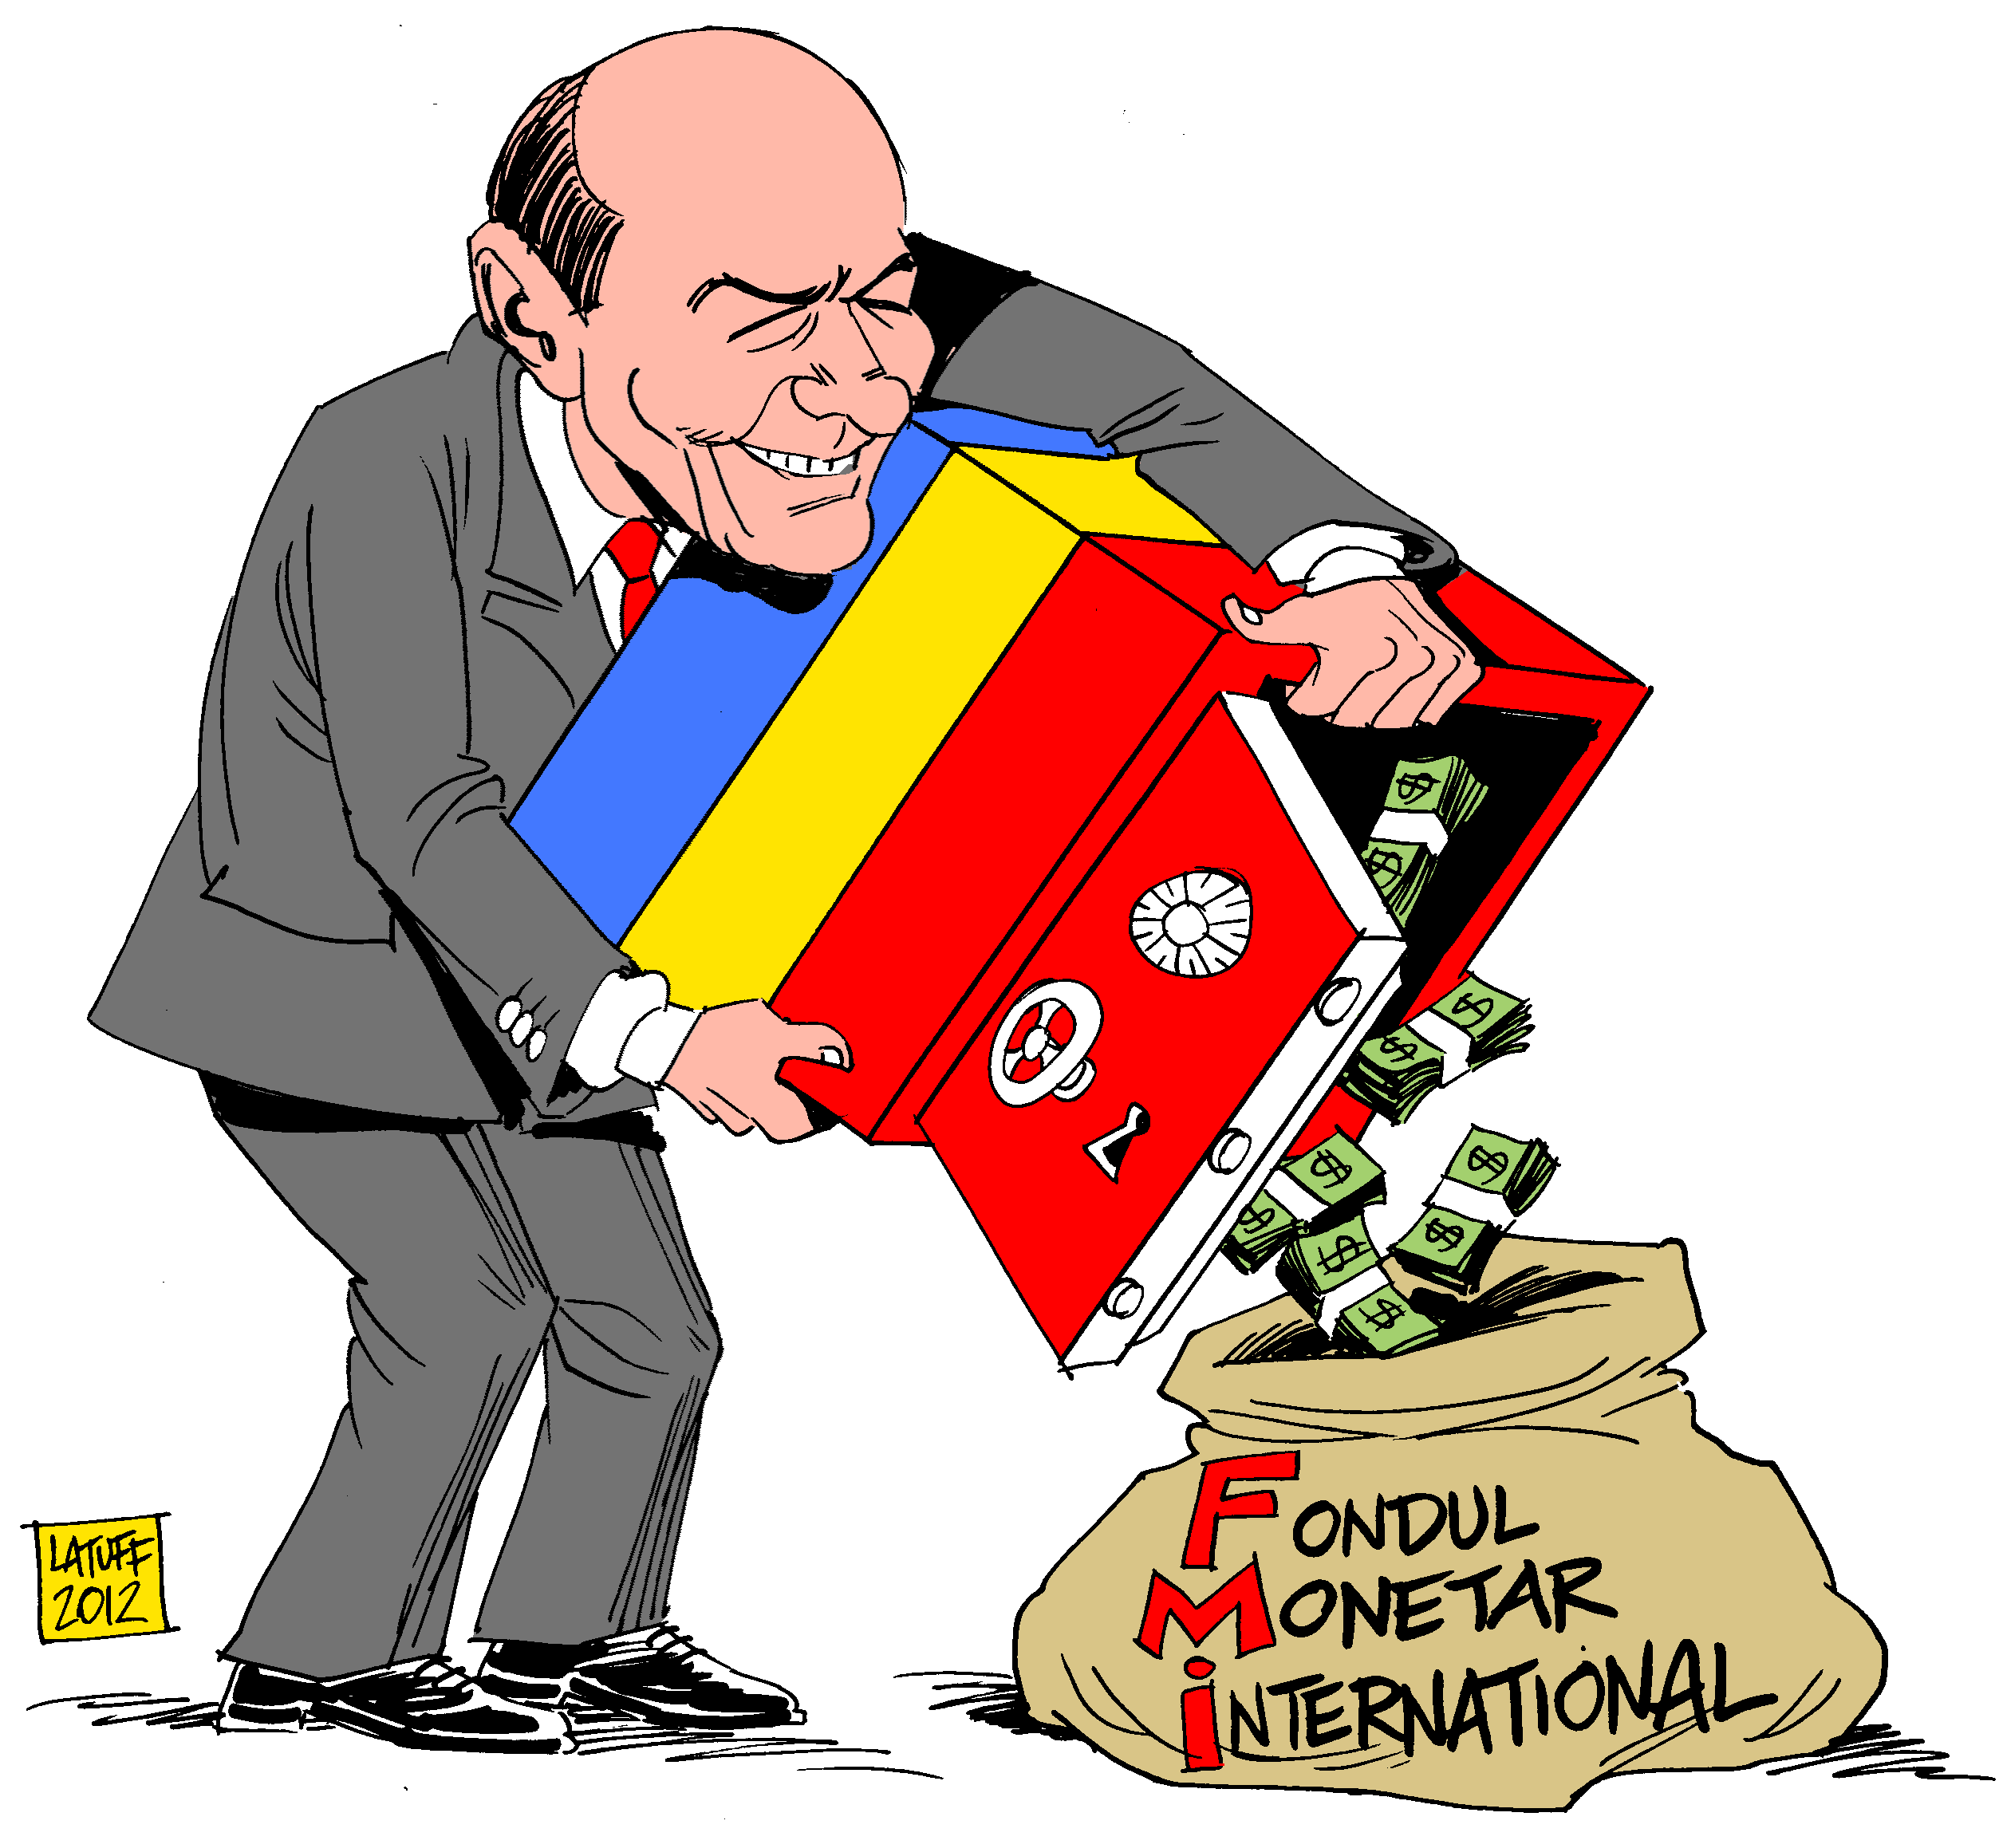 FONDUL
MONETAR
INTERNATIONAL
LATUFF
2012